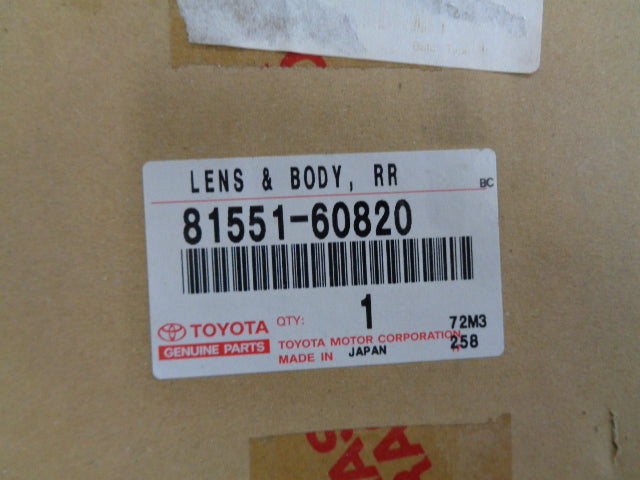 LENS & BODY, RR
BC
81551-60820
QTY: 1
TOYOTA
GENUINE PARTS
72M3
TOYOTA MOTOR CORPORATION
258
MADE IN JAPAN